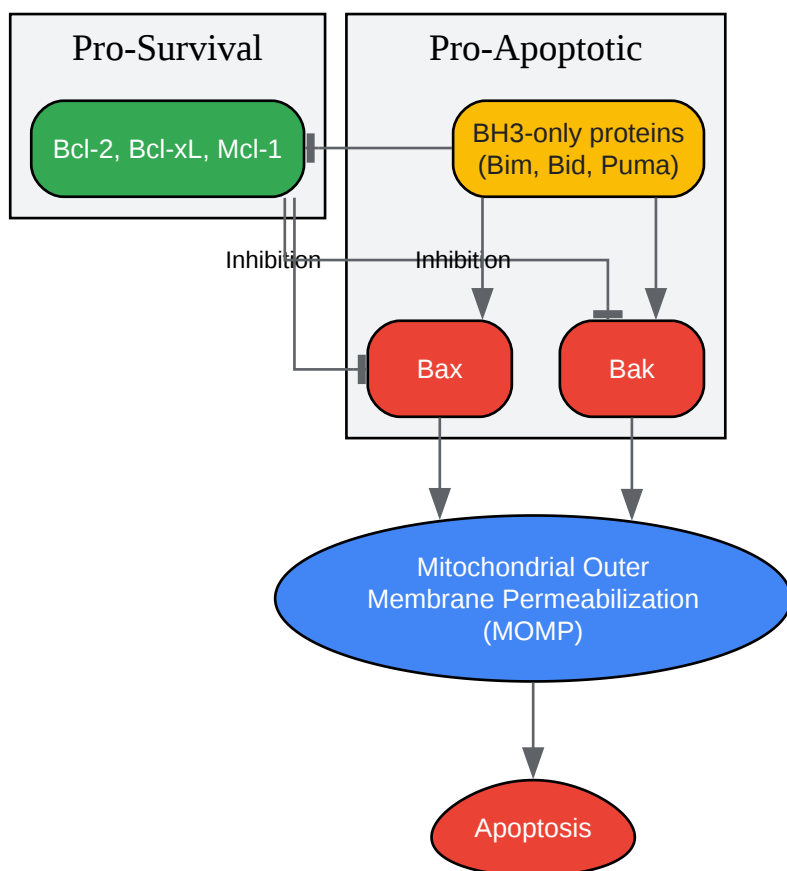 Pro-Survival
Pro-Apoptotic
Bcl-2, Bcl-xL, Mcl-1
BH3-only proteins
(Bim, Bid, Puma)
Inhibition
Inhibition
Bax
Bak
Mitochondrial Outer
Membrane Permeabilization
(MOMP)
Apoptosis